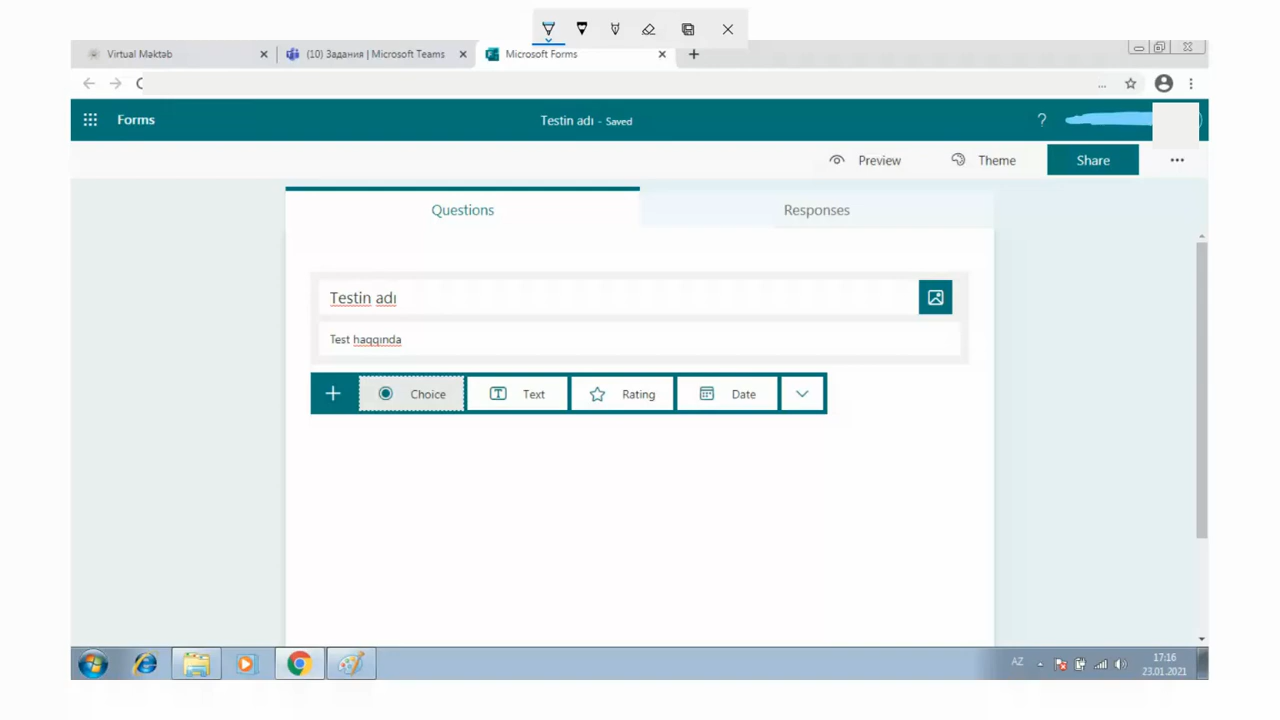 Virtual Məktəb
(10) Задания | Microsoft Teams
Microsoft Forms
Forms
Testin adı - Saved
?
Preview
Theme
Share
Questions
Responses
Testin adı
Test haqqında
Choice
Text
Rating
Date
AZ
17:16
23.01.2021